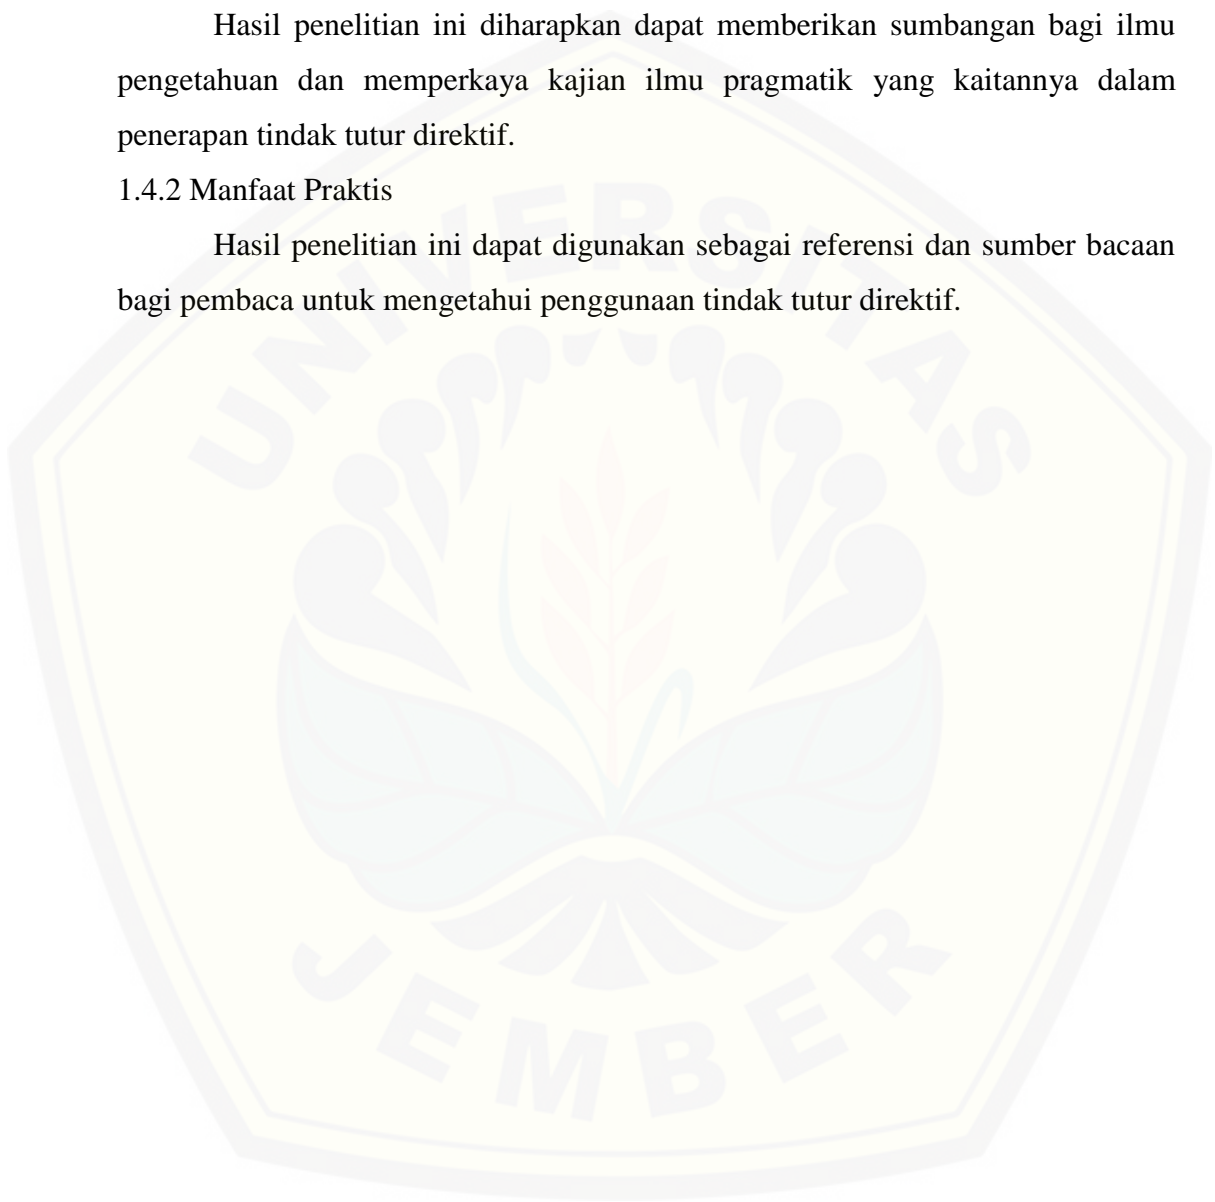 Hasil penelitian ini diharapkan dapat memberikan sumbangan bagi ilmu
pengetahuan dan memperkaya kajian ilmu pragmatik yang kaitannya dalam
penerapan tindak tutur direktif.
1.4.2 Manfaat Praktis
Hasil penelitian ini dapat digunakan sebagai referensi dan sumber bacaan
bagi pembaca untuk mengetahui penggunaan tindak tutur direktif.
UNIVERSITAS
JEMBER